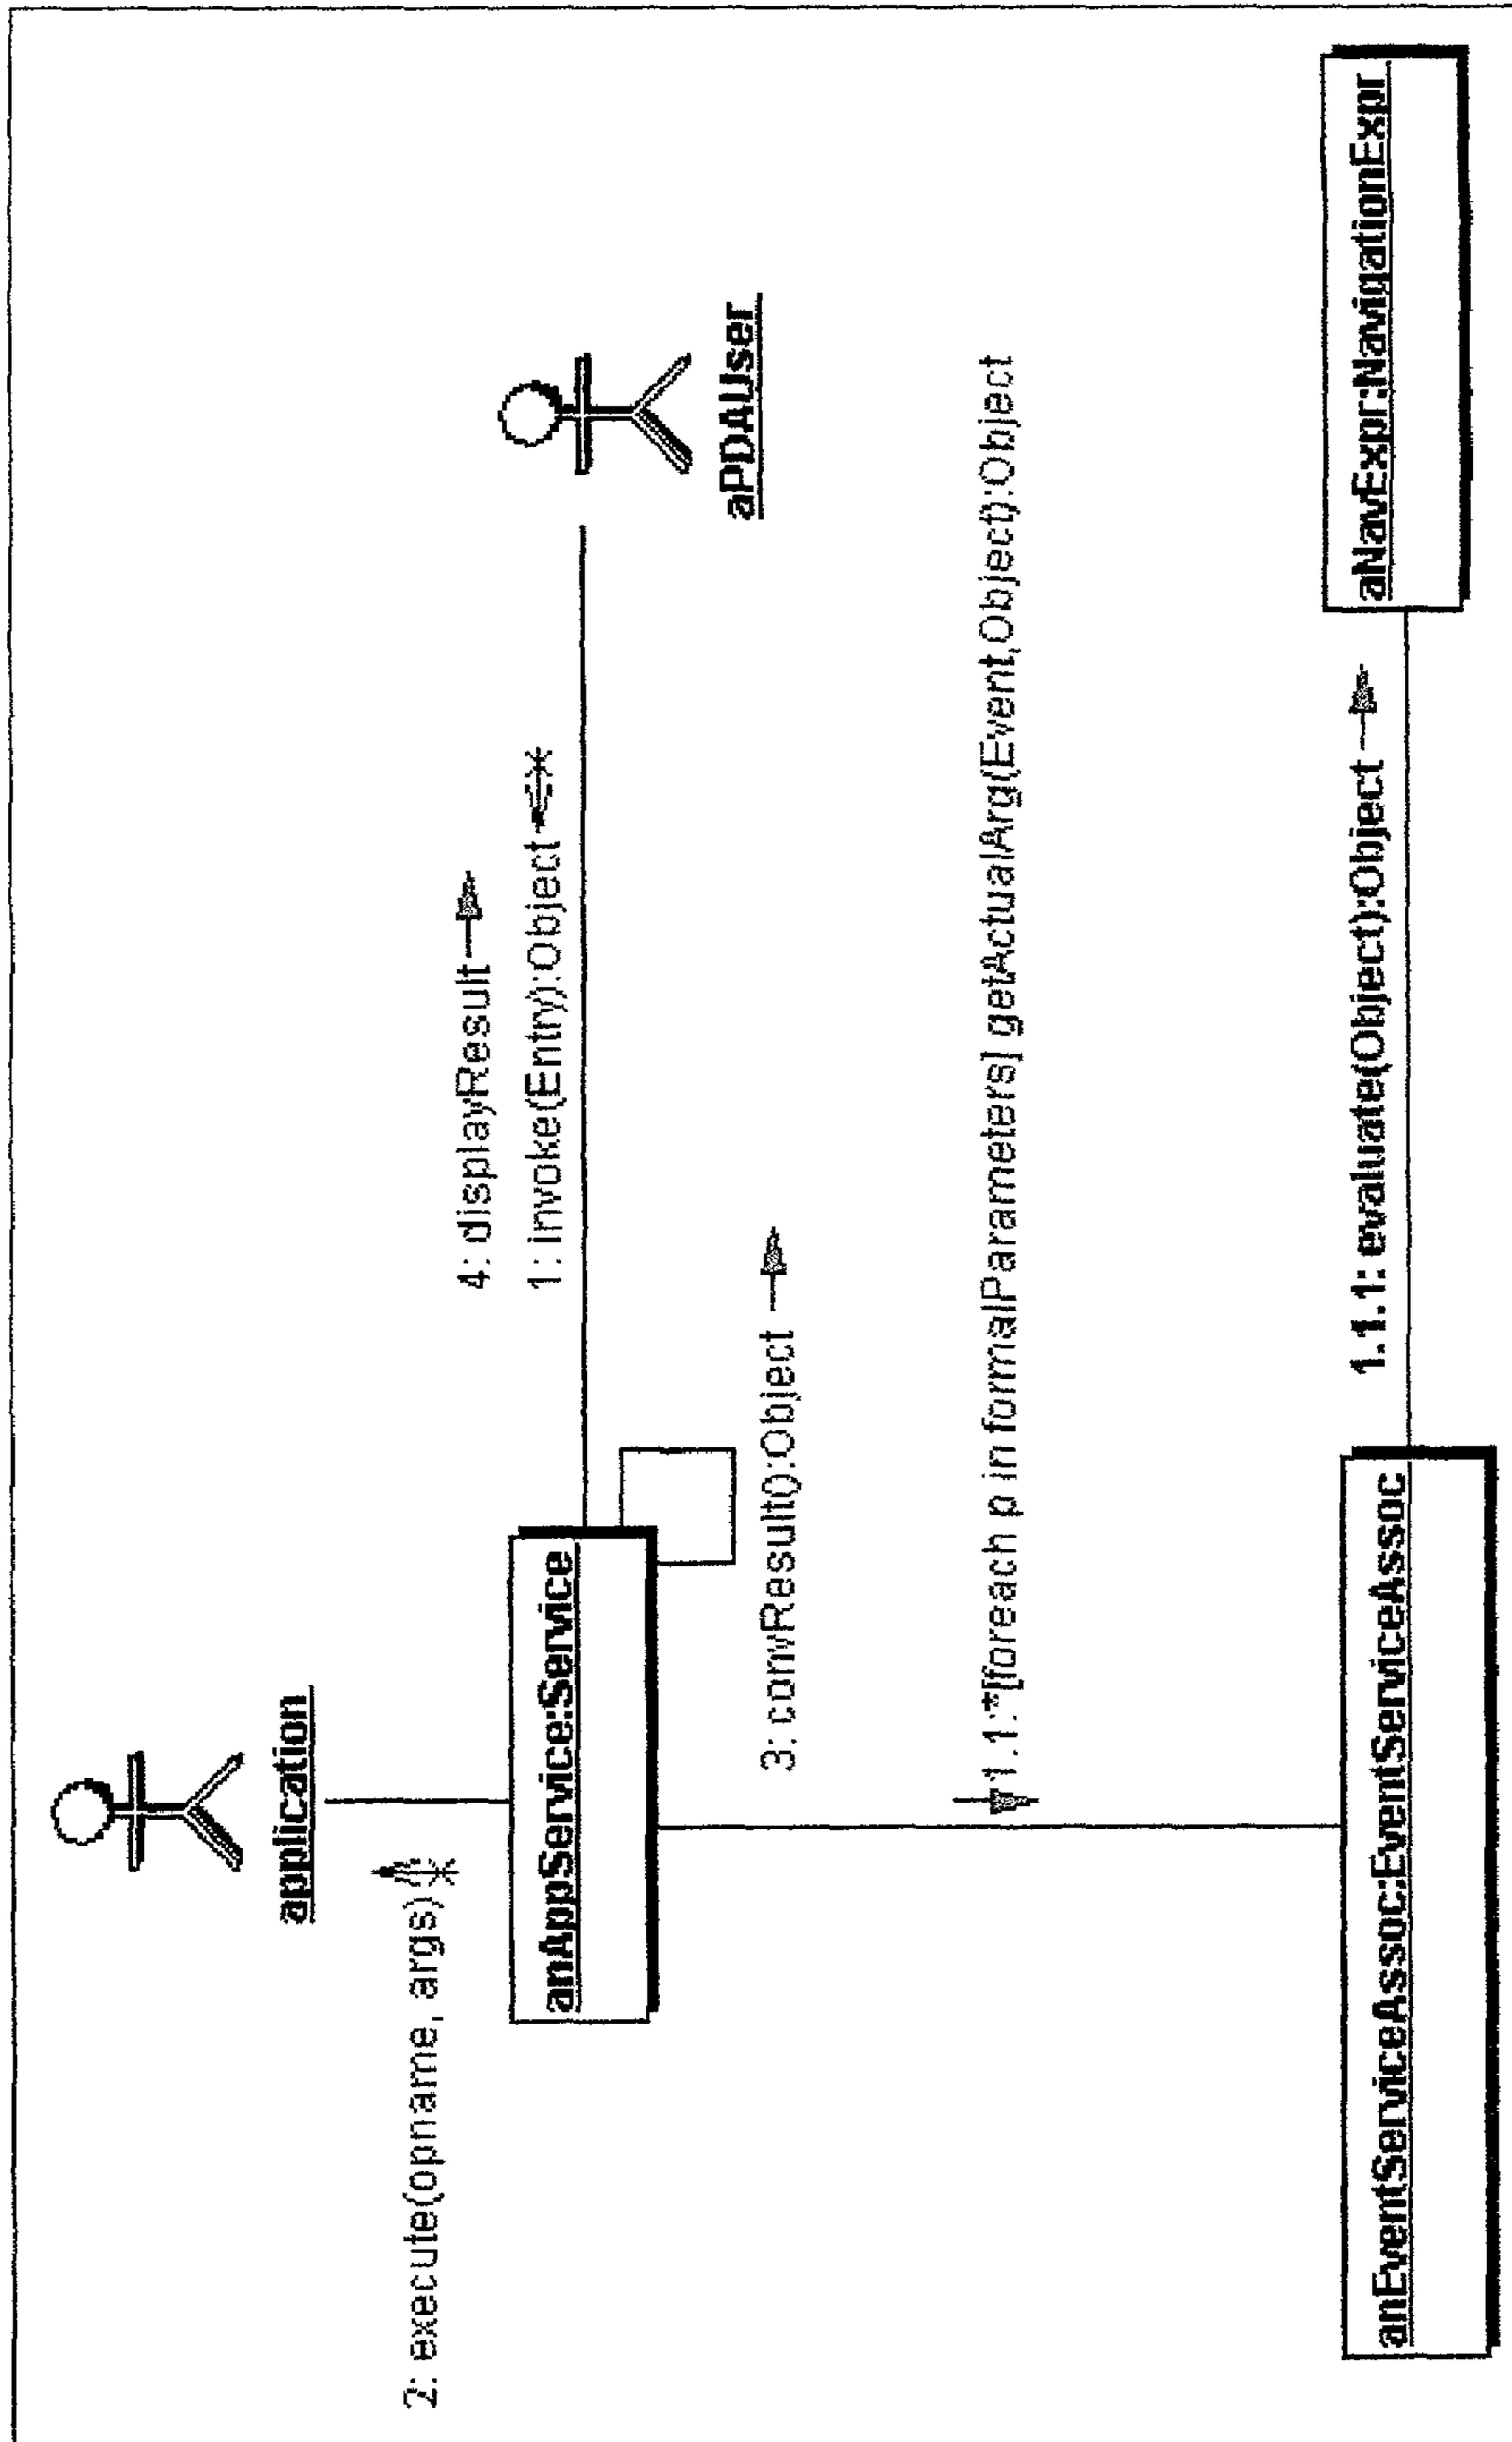 application
2: execute(opname, args)
anAppService:Service
4: displayResult
1: invoke(Entry):Object
aPDAUser
3: convResult():Object
1.1:*[foreach p in formalParameters] getActualArg(Event,Object):Object
anEventServiceAssoc:EventServiceAssoc
1.1.1: evaluate(Object):Object
aNavExpr:NavigationExpr